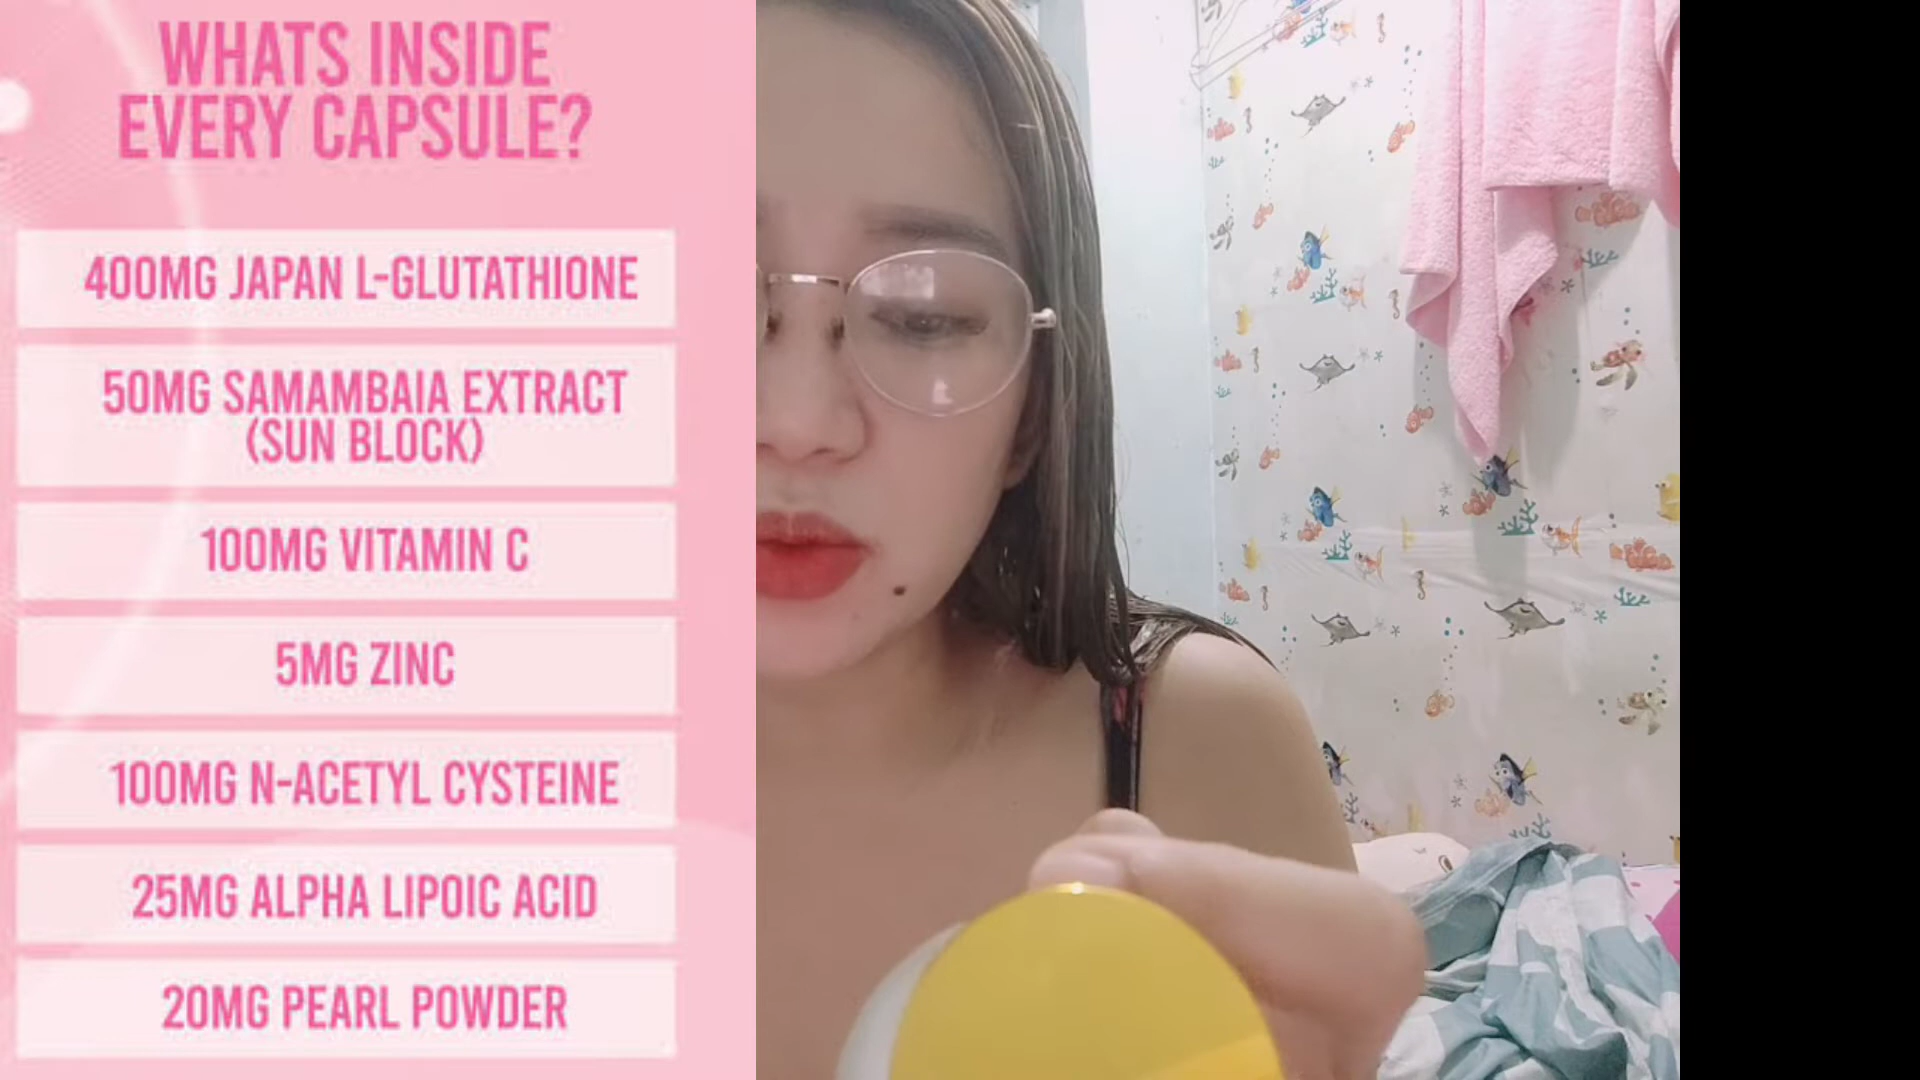 WHATS INSIDE
EVERY CAPSULE?
400MG JAPAN L-GLUTATHIONE
50MG SAMAMBAIA EXTRACT
(SUN BLOCK)
100MG VITAMIN C
5MG ZINC
100MG N-ACETYL CYSTEINE
25MG ALPHA LIPOIC ACID
20MG PEARL POWDER